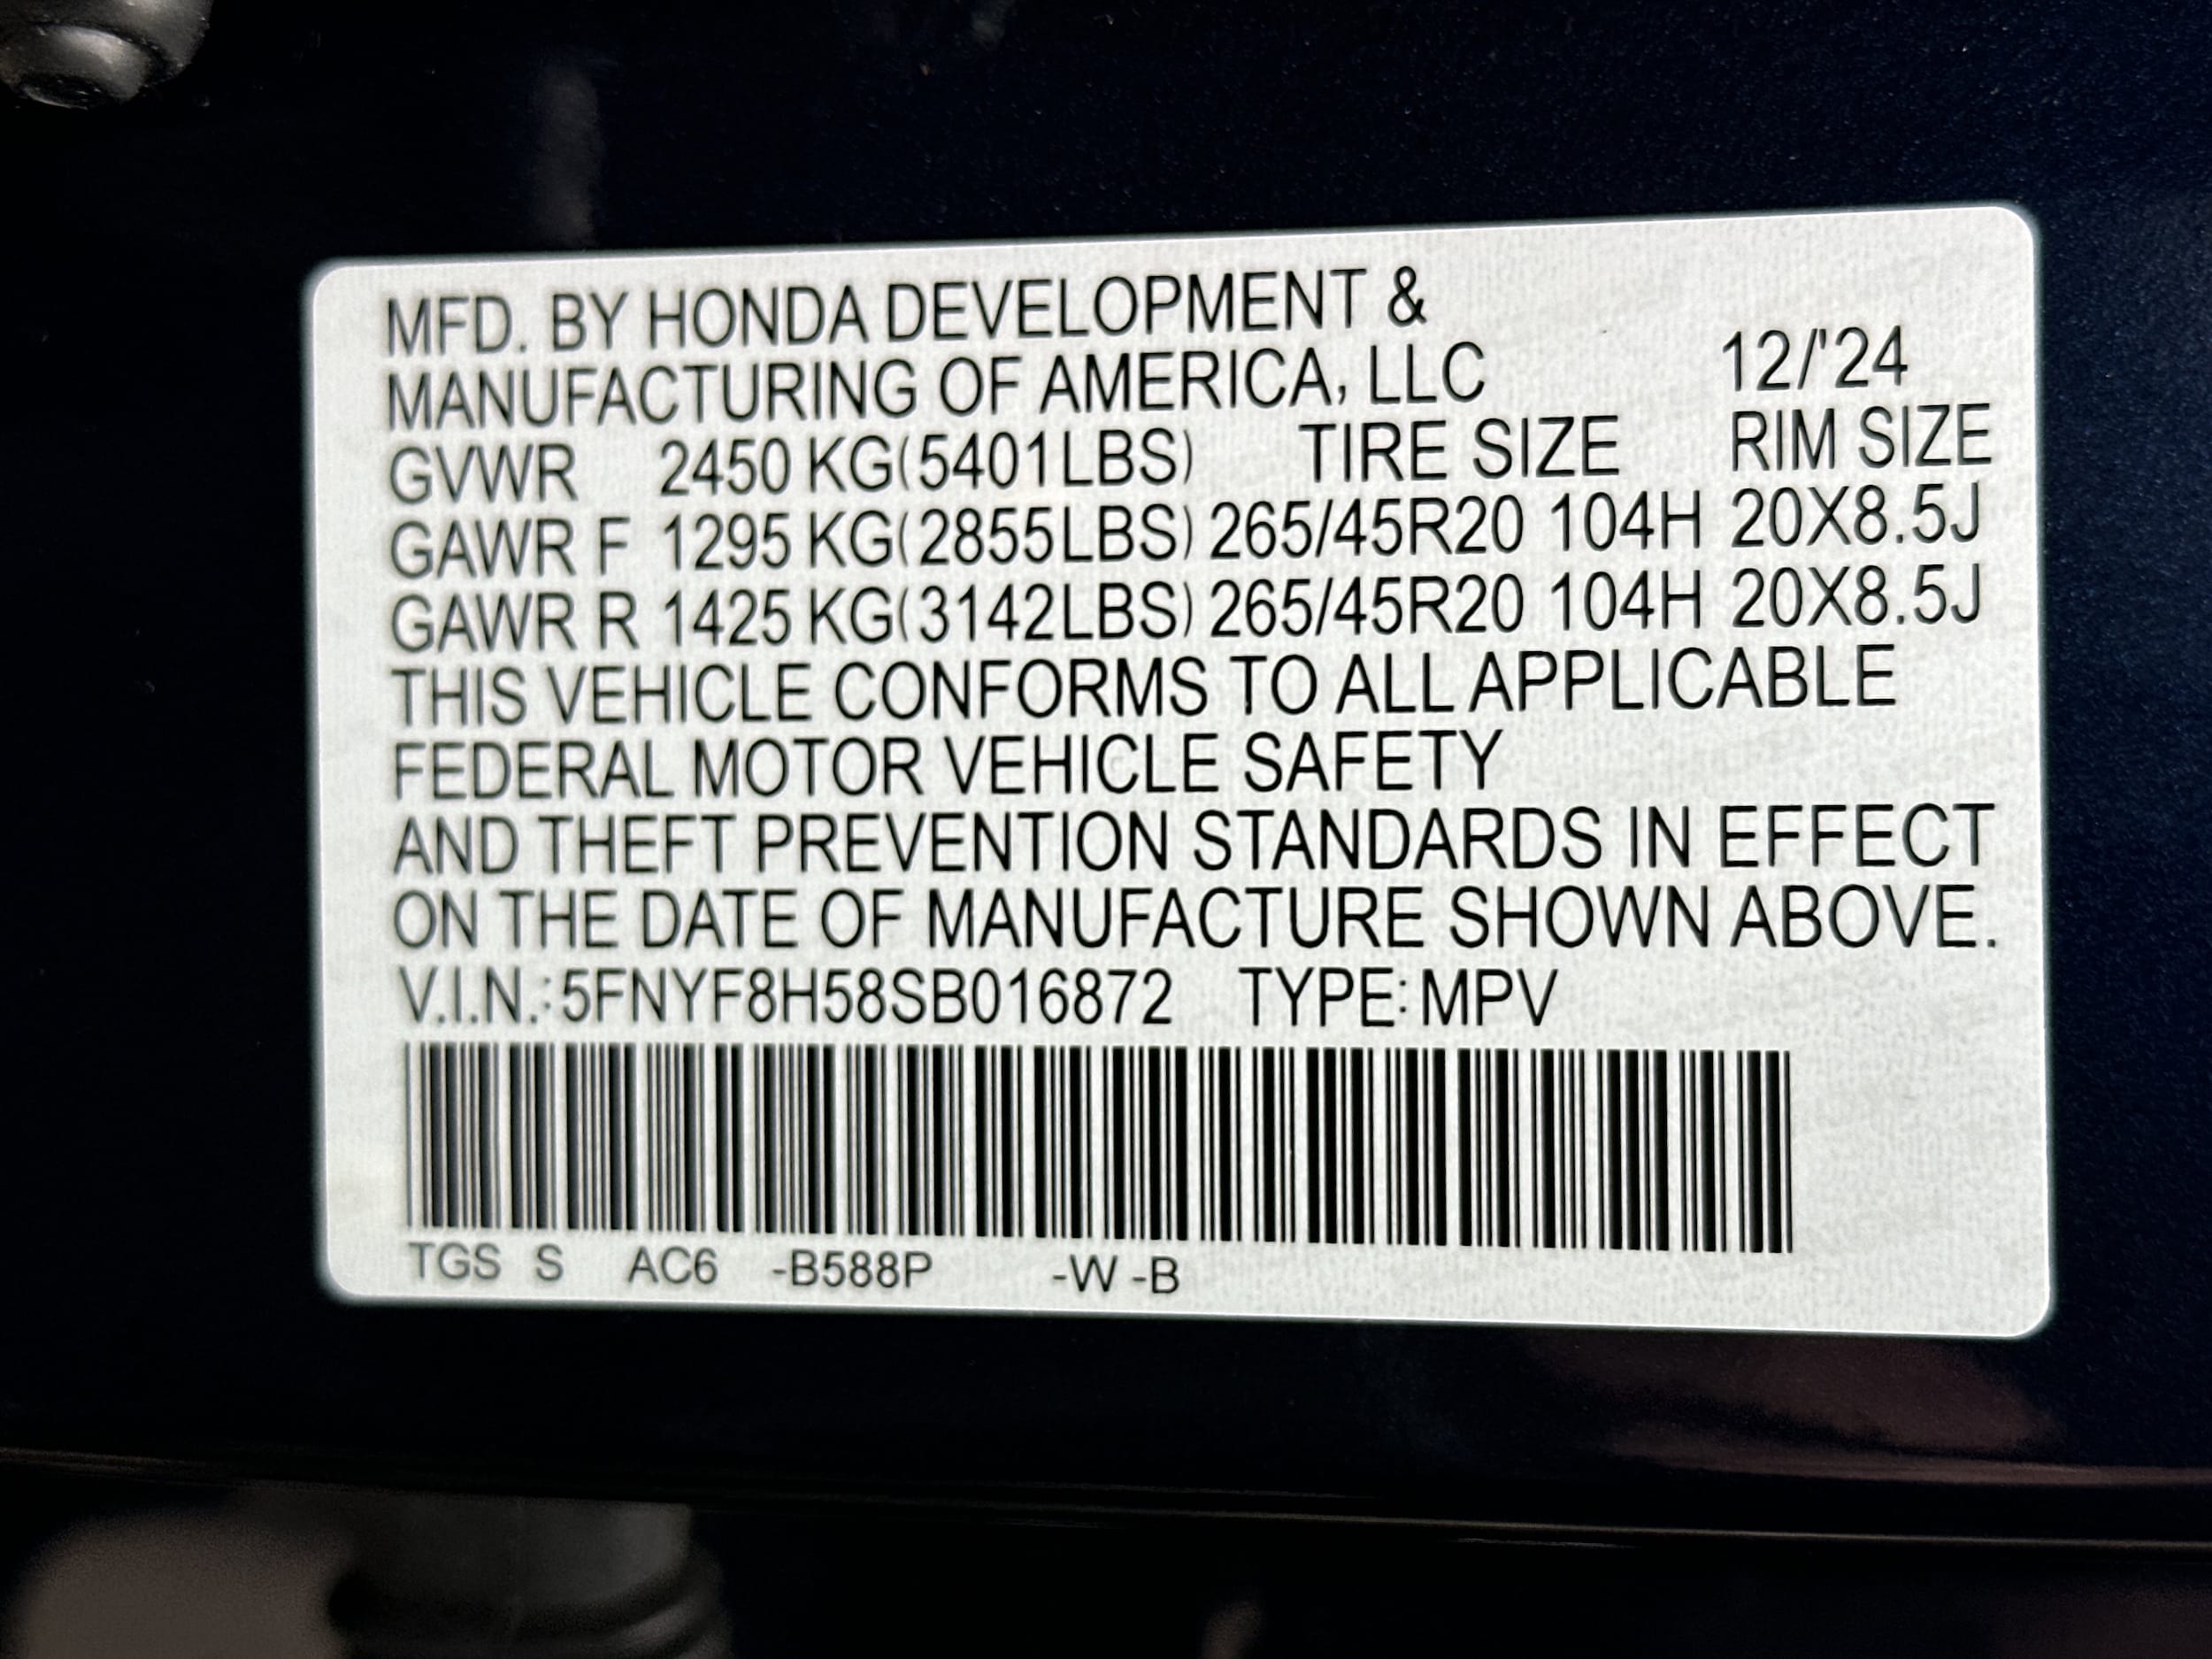 MFD. BY HONDA DEVELOPMENT &
MANUFACTURING OF AMERICA, LLC 12/'24
GVWR 2450 KG(5401LBS) TIRE SIZE RIM SIZE
GAWR F 1295 KG(2855LBS) 265/45R20 104H 20X8.5J
GAWR R 1425 KG(3142LBS) 265/45R20 104H 20X8.5J
THIS VEHICLE CONFORMS TO ALL APPLICABLE
FEDERAL MOTOR VEHICLE SAFETY
AND THEFT PREVENTION STANDARDS IN EFFECT
ON THE DATE OF MANUFACTURE SHOWN ABOVE.
V.I.N.:5FNYF8H58SB016872 TYPE:MPV
TGS S AC6 -B588P -W -B